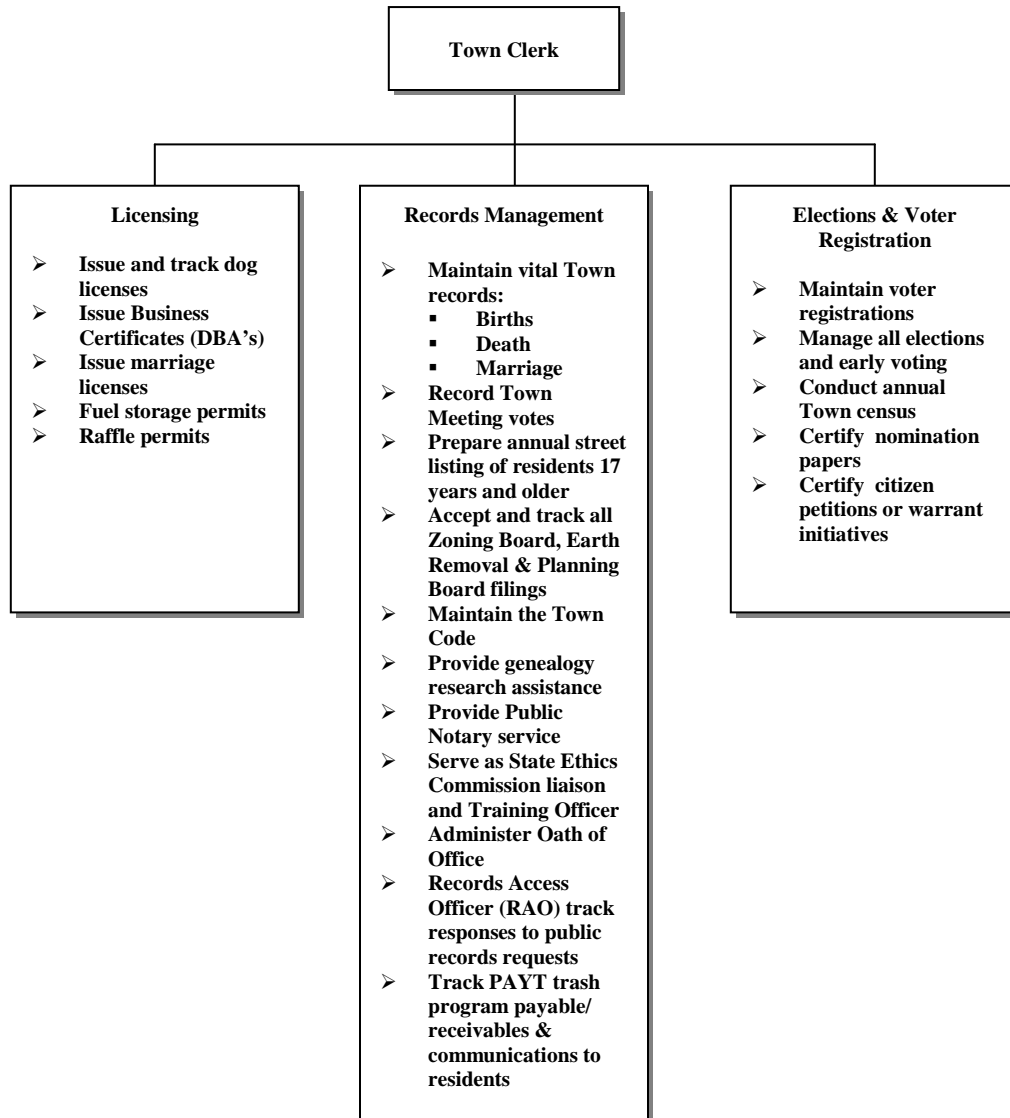 Town Clerk
Licensing
➢ Issue and track dog
licenses
➢ Issue Business
Certificates (DBA’s)
➢ Issue marriage
licenses
➢ Fuel storage permits
➢ Raffle permits
Records Management
➢ Maintain vital Town
records:
▪ Births
▪ Death
▪ Marriage
➢ Record Town
Meeting votes
➢ Prepare annual street
listing of residents 17
years and older
➢ Accept and track all
Zoning Board, Earth
Removal & Planning
Board filings
➢ Maintain the Town
Code
➢ Provide genealogy
research assistance
➢ Provide Public
Notary service
➢ Serve as State Ethics
Commission liaison
and Training Officer
➢ Administer Oath of
Office
➢ Records Access
Officer (RAO) track
responses to public
records requests
➢ Track PAYT trash
program payable/
receivables &
communications to
residents
Elections & Voter
Registration
➢ Maintain voter
registrations
➢ Manage all elections
and early voting
➢ Conduct annual
Town census
➢ Certify nomination
papers
➢ Certify citizen
petitions or warrant
initiatives